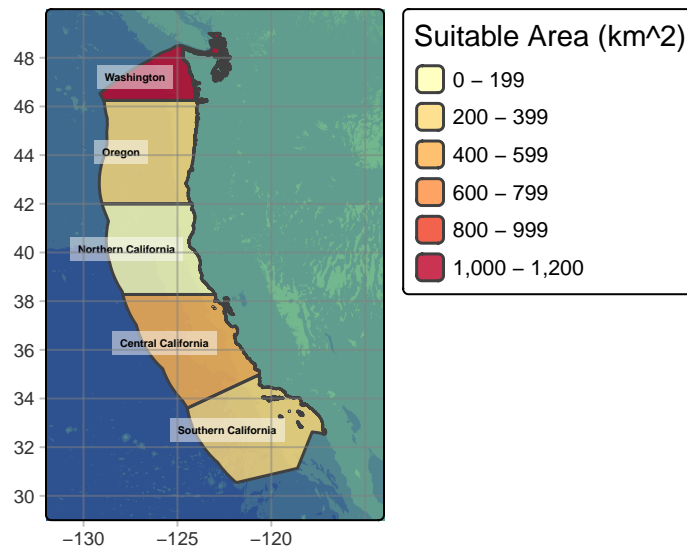 Suitable Area (km^2)
0 – 199
200 – 399
400 – 599
600 – 799
800 – 999
1,000 – 1,200
48
46
44
42
40
38
36
34
32
30
Washington
Oregon
Northern California
Central California
Southern California
−130
−125
−120